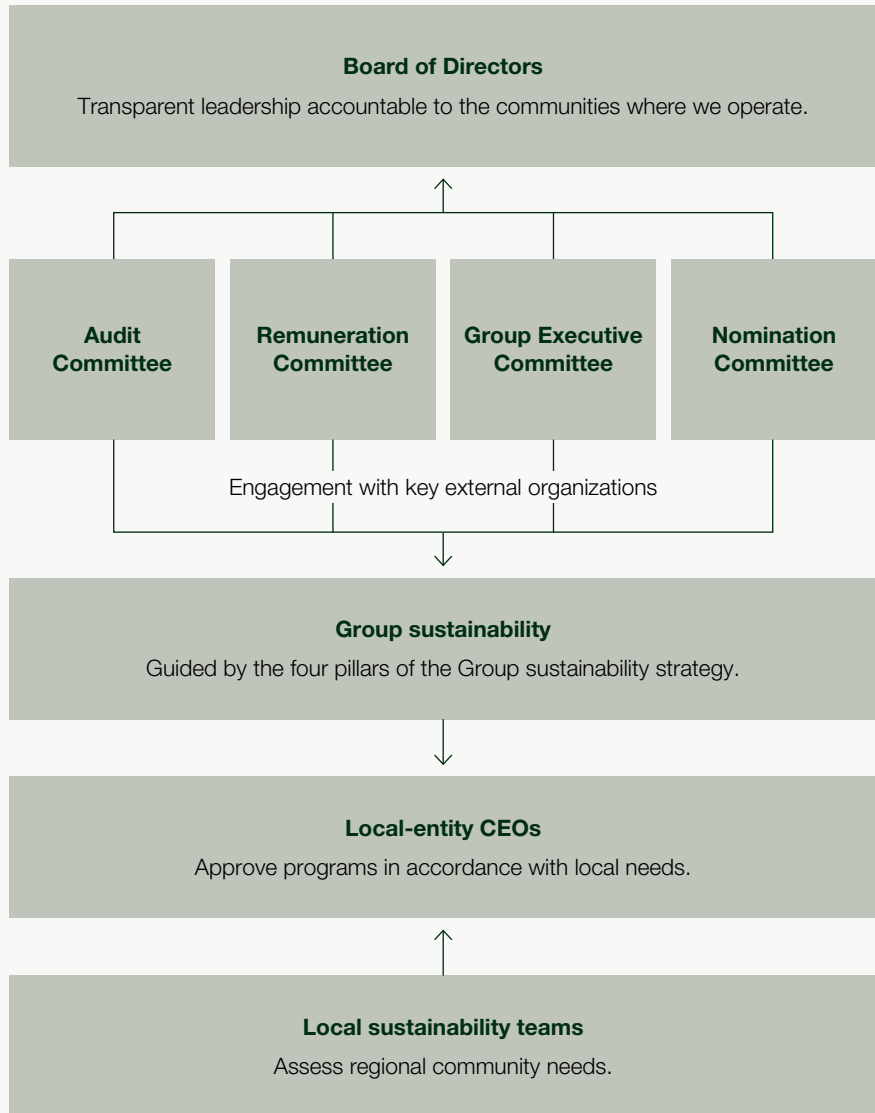 Board of Directors
Transparent leadership accountable to the communities where we operate.
Audit
Committee
Remuneration
Committee
Group Executive
Committee
Nomination
Committee
Engagement with key external organizations
Group sustainability
Guided by the four pillars of the Group sustainability strategy.
Local-entity CEOs
Approve programs in accordance with local needs.
Local sustainability teams
Assess regional community needs.